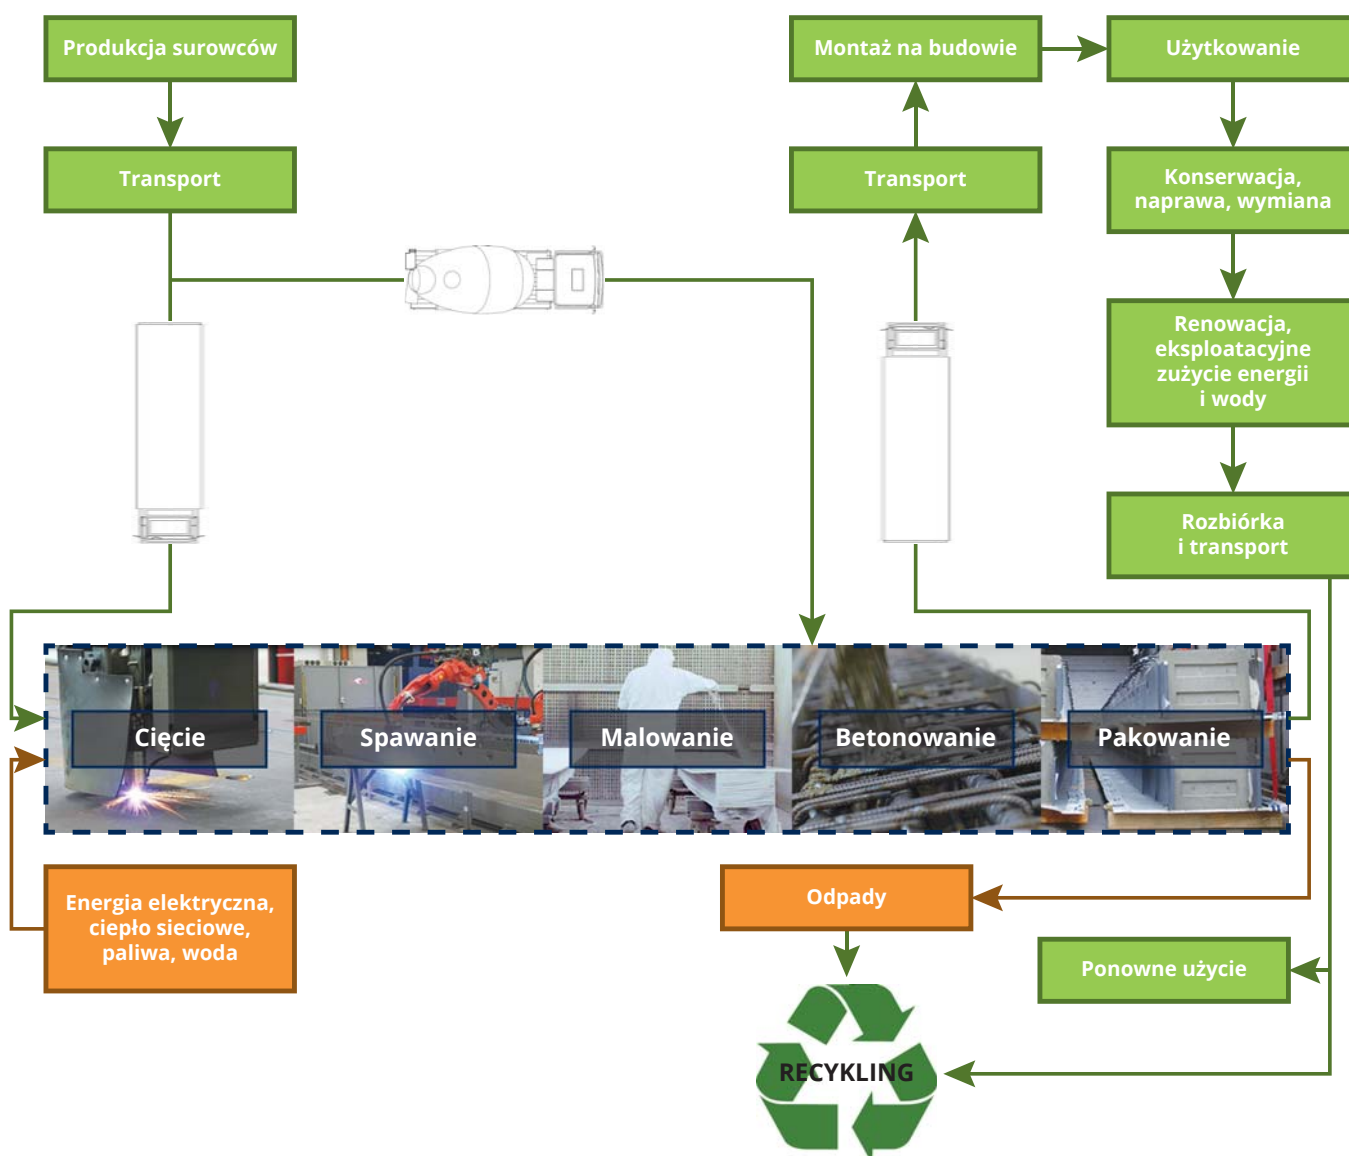 Produkcja surowców
Transport
Montaż na budowie
Transport
Użytkowanie
Konserwacja,
naprawa, wymiana
Renowacja,
eksploatacyjne
zużycie energii
i wody
Rozbiórka
i transport
Cięcie
Spawanie
Malowanie
Betonowanie
Pakowanie
Energia elektryczna,
ciepło sieciowe,
paliwa, woda
Odpady
Ponowne użycie
RECYKLING